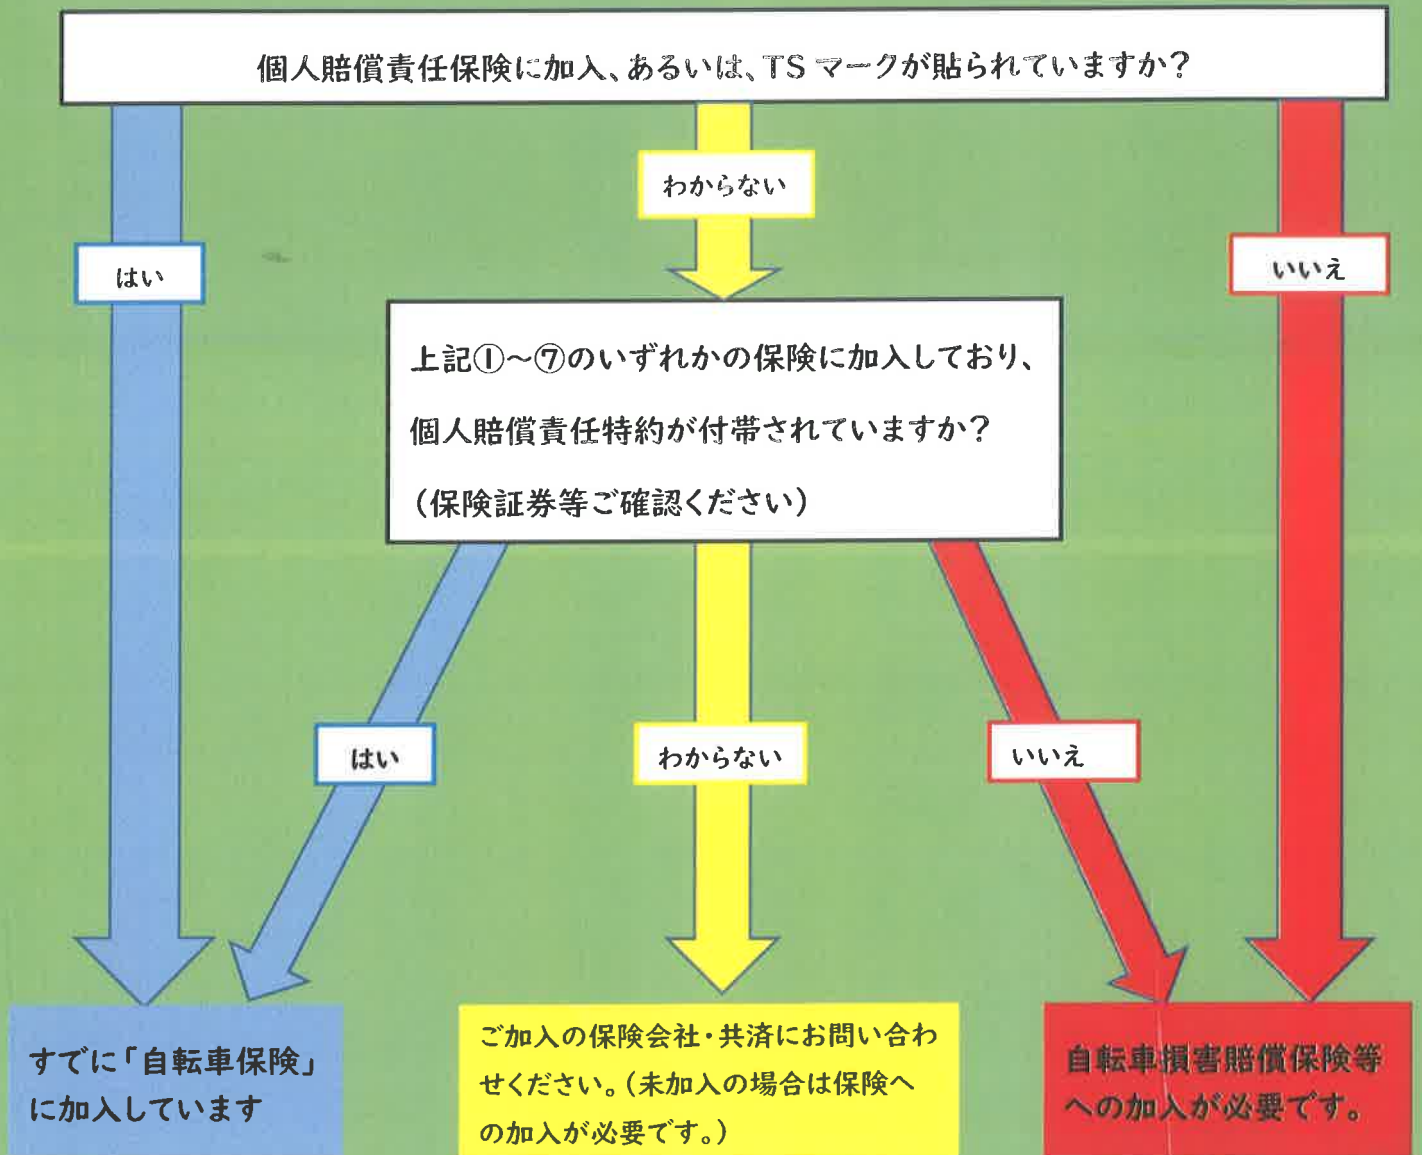 個人賠償責任保険に加入、あるいは、TSマークが貼られていますか？
わからない
はい
いいえ
上記①～⑦のいずれかの保険に加入しており、
個人賠償責任特約が付帯されていますか？
（保険証券等ご確認ください）
はい
わからない
いいえ
すでに「自転車保険」
に加入しています
ご加入の保険会社・共済にお問い合わ
せください。（未加入の場合は保険へ
の加入が必要です。）
自転車損害賠償保険等
への加入が必要です。